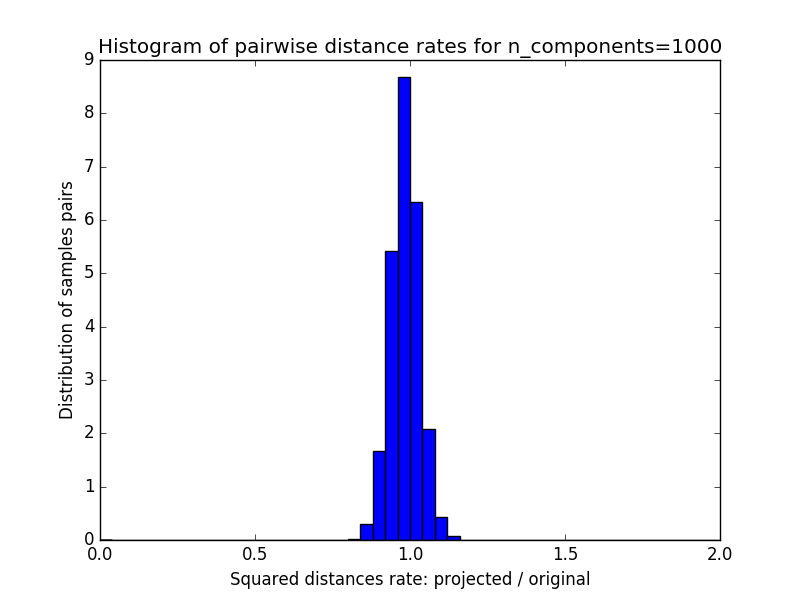 Histogram of pairwise distance rates for n_components=1000
9
8
7
6
5
4
3
2
1
0
Distribution of samples pairs
0.0 0.5 1.0 1.5 2.0
Squared distances rate: projected / original